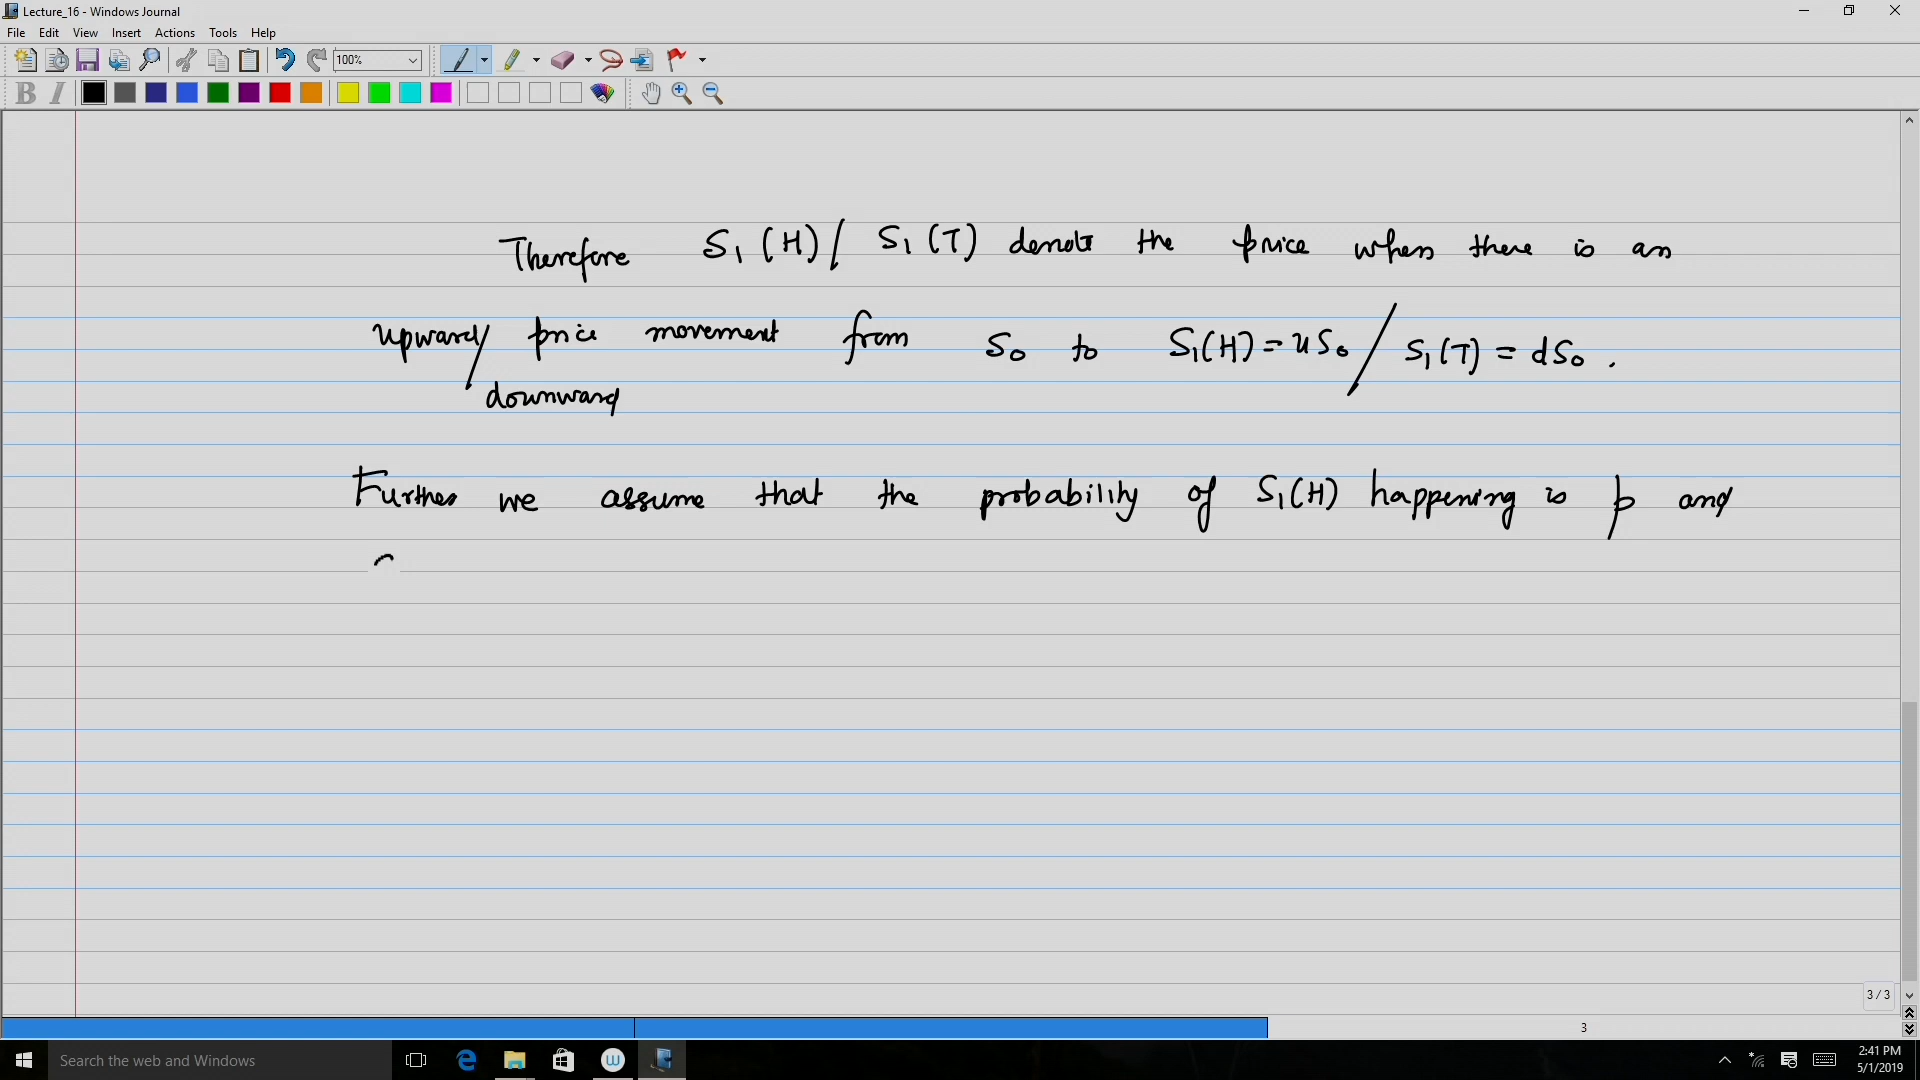 Lecture_16 - Windows Journal
File Edit View Insert Actions Tools Help
100%
B I
Therefore S₁(H) / S₁(T) denote the price when there is an
upward/ price movement from S₀ to S₁(H) = uS₀ / S₁(T) = dS₀ .
downward
Further we assume that the probability of S₁(H) happening is p and
3 / 3
3
Search the web and Windows
2:41 PM
5/1/2019